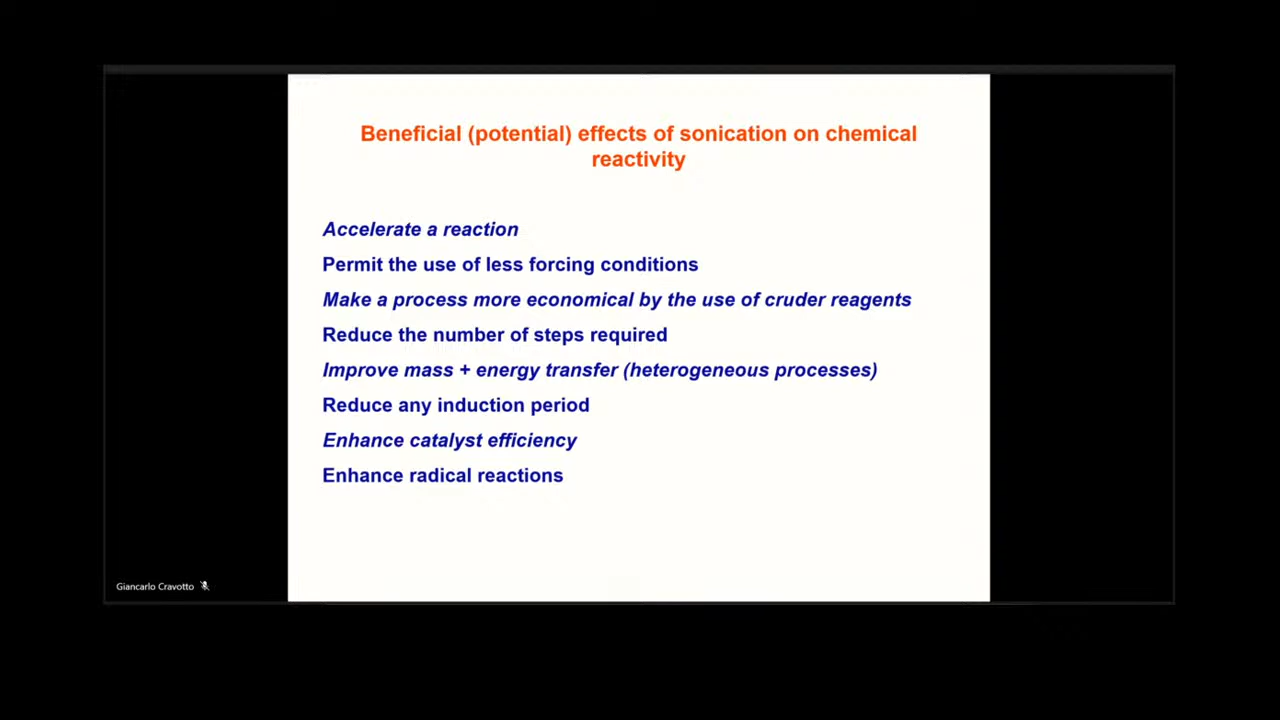 Beneficial (potential) effects of sonication on chemical
reactivity
Accelerate a reaction
Permit the use of less forcing conditions
Make a process more economical by the use of cruder reagents
Reduce the number of steps required
Improve mass + energy transfer (heterogeneous processes)
Reduce any induction period
Enhance catalyst efficiency
Enhance radical reactions
Giancarlo Cravotto